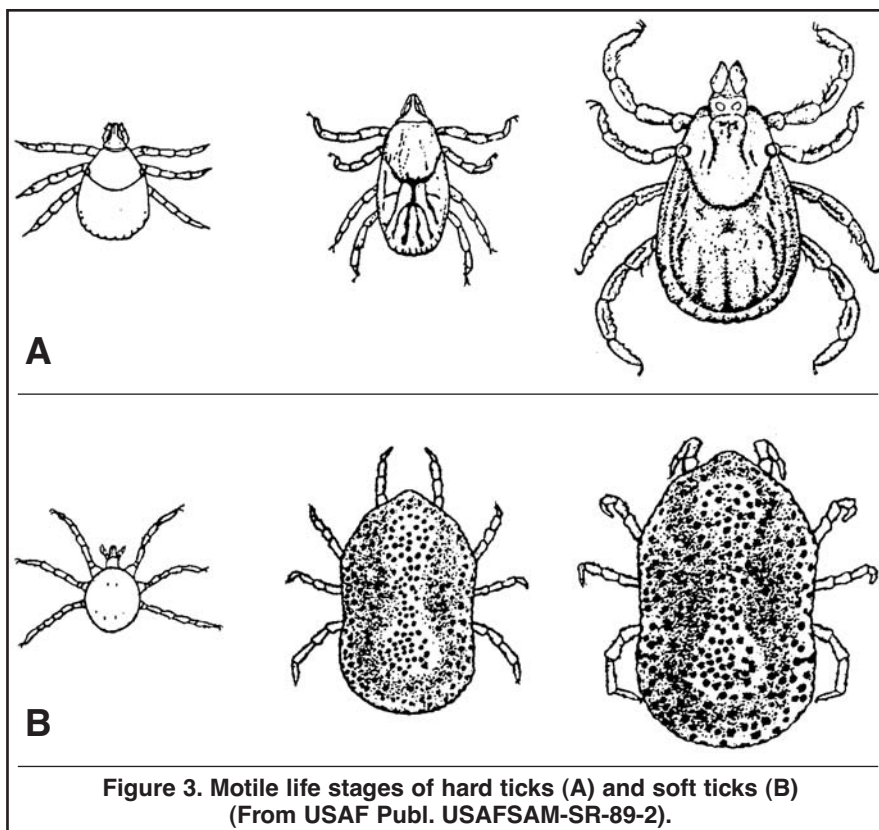 A
B
Figure 3. Motile life stages of hard ticks (A) and soft ticks (B)
(From USAF Publ. USAFSAM-SR-89-2).